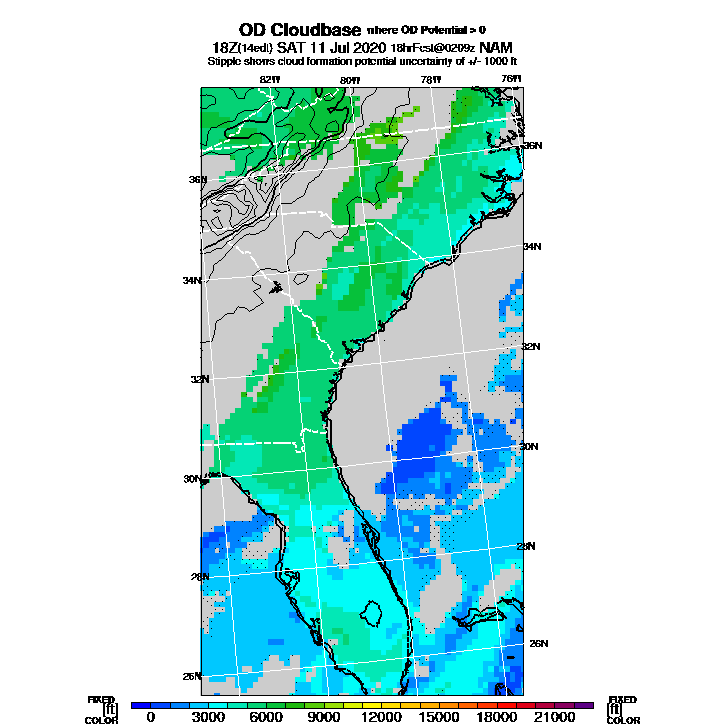 OD Cloudbase where OD Potential > 0
18Z(14edt) SAT 11 Jul 2020 18hrFcst@0209z NAM
Stipple shows cloud formation potential uncertainty of +/- 1000 ft
82W 80W 78W 76W
36N
36N
34N
34N
32N
32N
30N
30N
28N
28N
26N
26N
FIXED FIXED
[ft] [ft]
COLOR 0 3000 6000 9000 12000 15000 18000 21000 COLOR